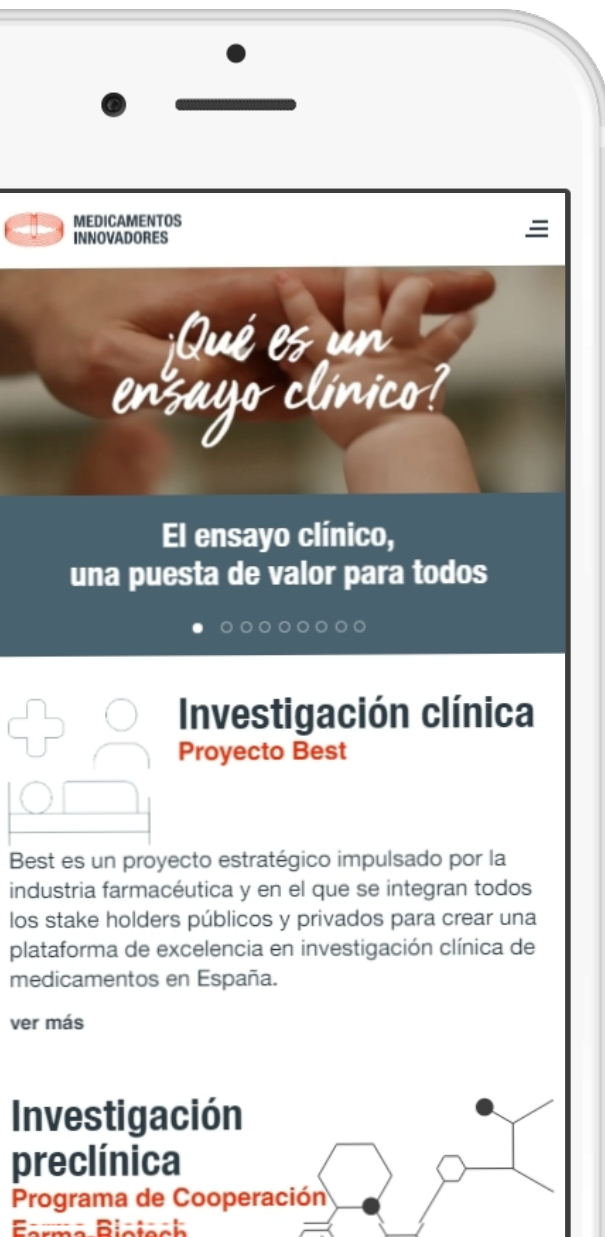 MEDICAMENTOS
INNOVADORES
¿Qué es un
ensayo clínico?
El ensayo clínico,
una puesta de valor para todos
Investigación clínica
Proyecto Best
Best es un proyecto estratégico impulsado por la
industria farmacéutica y en el que se integran todos
los stake holders públicos y privados para crear una
plataforma de excelencia en investigación clínica de
medicamentos en España.
ver más
Investigación
preclínica
Programa de Cooperación
Farma-Biotech